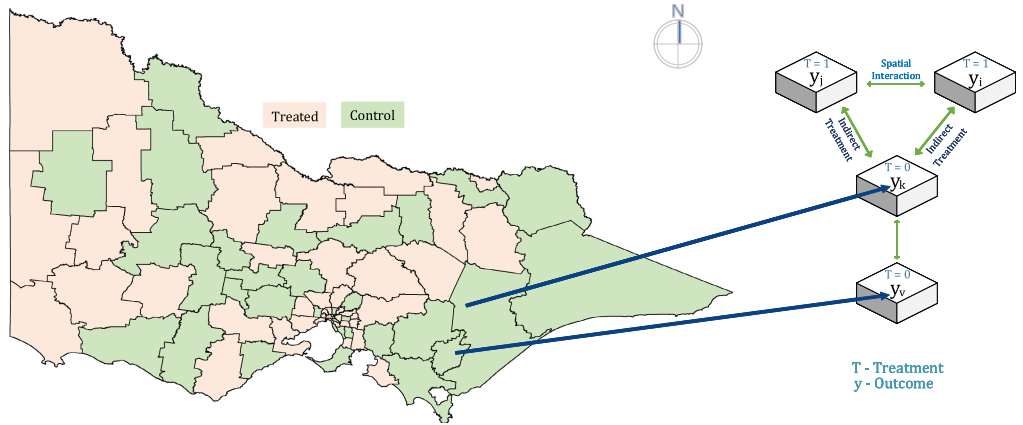 N
Treated
Control
T = 1
yj
Spatial
Interaction
T = 1
yi
Indirect
Treatment
Indirect
Treatment
T = 0
yk
T = 0
yv
T - Treatment
y - Outcome